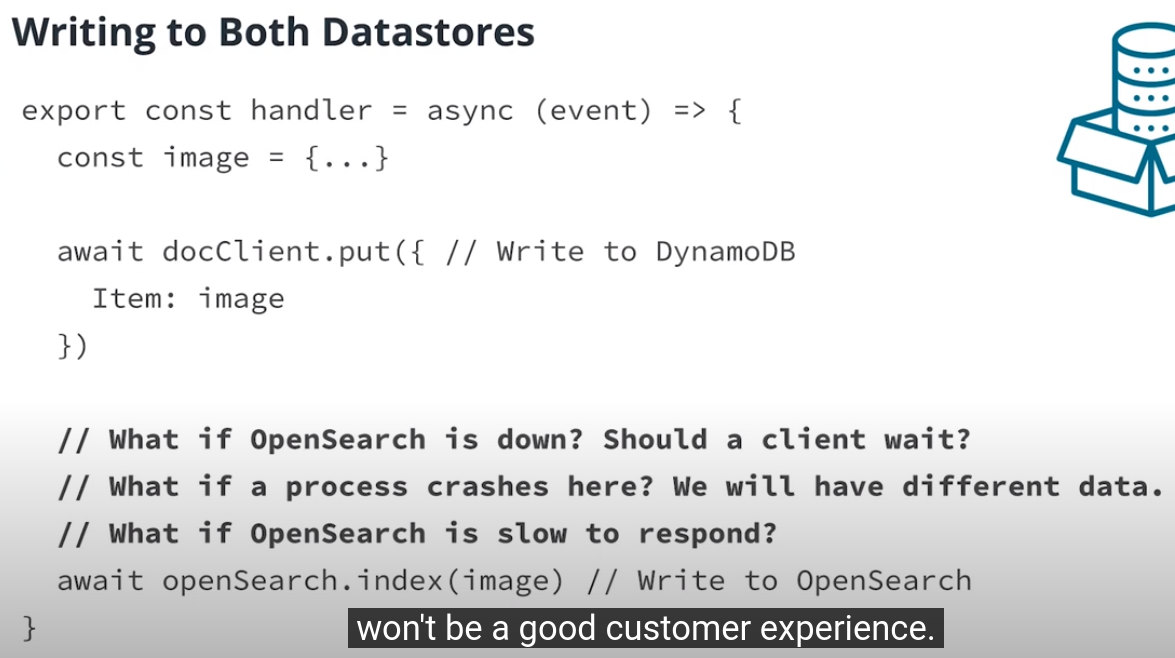 Writing to Both Datastores
export const handler = async (event) => {
const image = {...}
await docClient.put({ // Write to DynamoDB
Item: image
})
// What if OpenSearch is down? Should a client wait?
// What if a process crashes here? We will have different data.
// What if OpenSearch is slow to respond?
await openSearch.index(image) // Write to OpenSearch
}
won't be a good customer experience.